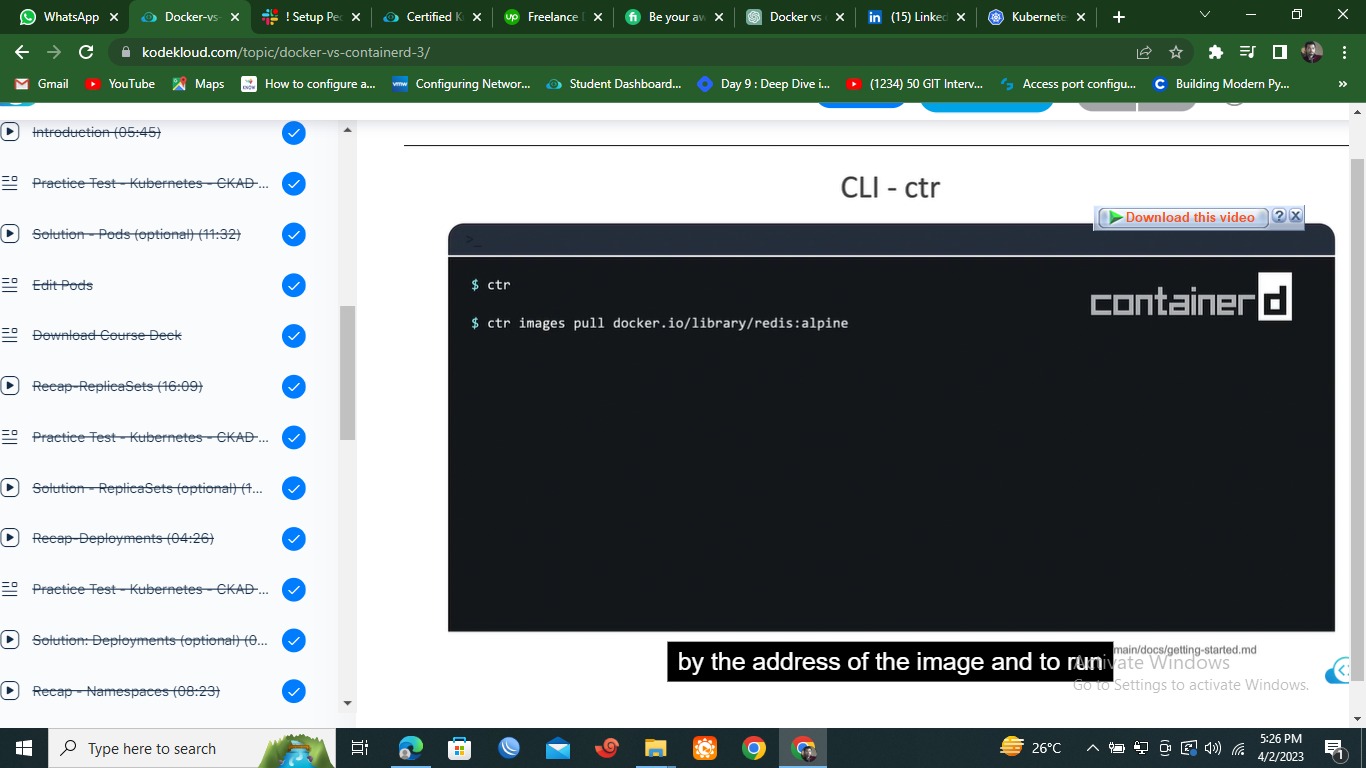 WhatsApp
Docker-vs-
! Setup Pec
Certified K
Freelance
Be your aw
Docker vs
(15) Linked
Kubernete
kodekloud.com/topic/docker-vs-containerd-3/
Gmail
YouTube
Maps
How to configure a...
Configuring Networ...
Student Dashboard...
Day 9 : Deep Dive i...
(1234) 50 GIT Interv...
Access port configu...
Building Modern Py...
»
Introduction (05:45)
Practice Test - Kubernetes - CKAD ...
Solution - Pods (optional) (11:32)
Edit Pods
Download Course Deck
Recap-ReplicaSets (16:09)
Practice Test - Kubernetes - CKAD ...
Solution - ReplicaSets (optional) (1...
Recap-Deployments (04:26)
Practice Test - Kubernetes - CKAD ...
Solution: Deployments (optional) (0...
Recap - Namespaces (08:23)
CLI - ctr
Download this video
>_
$ ctr
containerd
$ ctr images pull docker.io/library/redis:alpine
main/docs/getting-started.md
by the address of the image and to run
Activate Windows
Go to Settings to activate Windows.
Type here to search
26°C
5:26 PM
4/2/2023
1